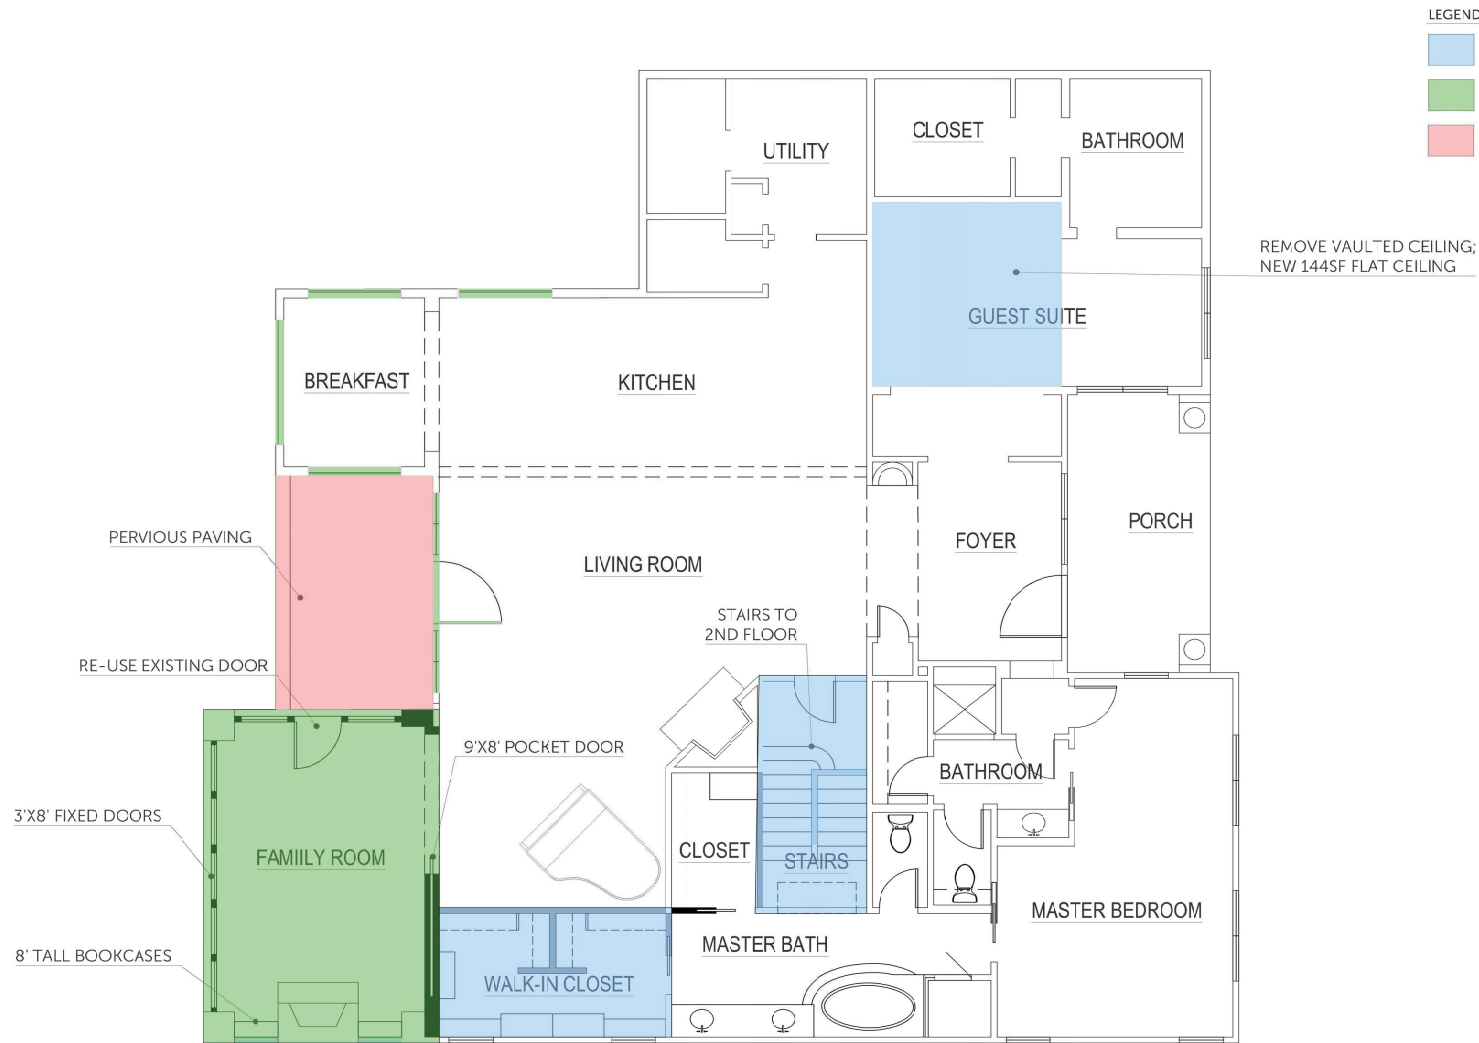 LEGEND
UTILITY
CLOSET
BATHROOM
REMOVE VAULTED CEILING;
NEW 144SF FLAT CEILING
GUEST SUITE
BREAKFAST
KITCHEN
PERVIOUS PAVING
LIVING ROOM
FOYER
PORCH
STAIRS TO
2ND FLOOR
RE-USE EXISTING DOOR
9'X8' POCKET DOOR
BATHROOM
3'X8' FIXED DOORS
FAMIILY ROOM
CLOSET
STAIRS
MASTER BEDROOM
MASTER BATH
8' TALL BOOKCASES
WALK-IN CLOSET